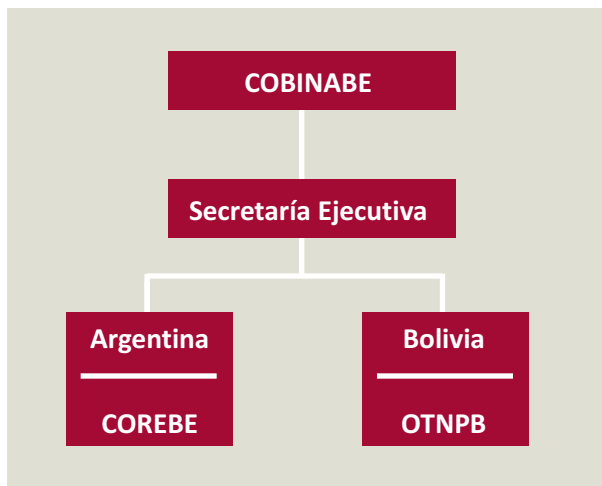 COBINABE
Secretaría Ejecutiva
Argentina
COREBE
Bolivia
OTNPB